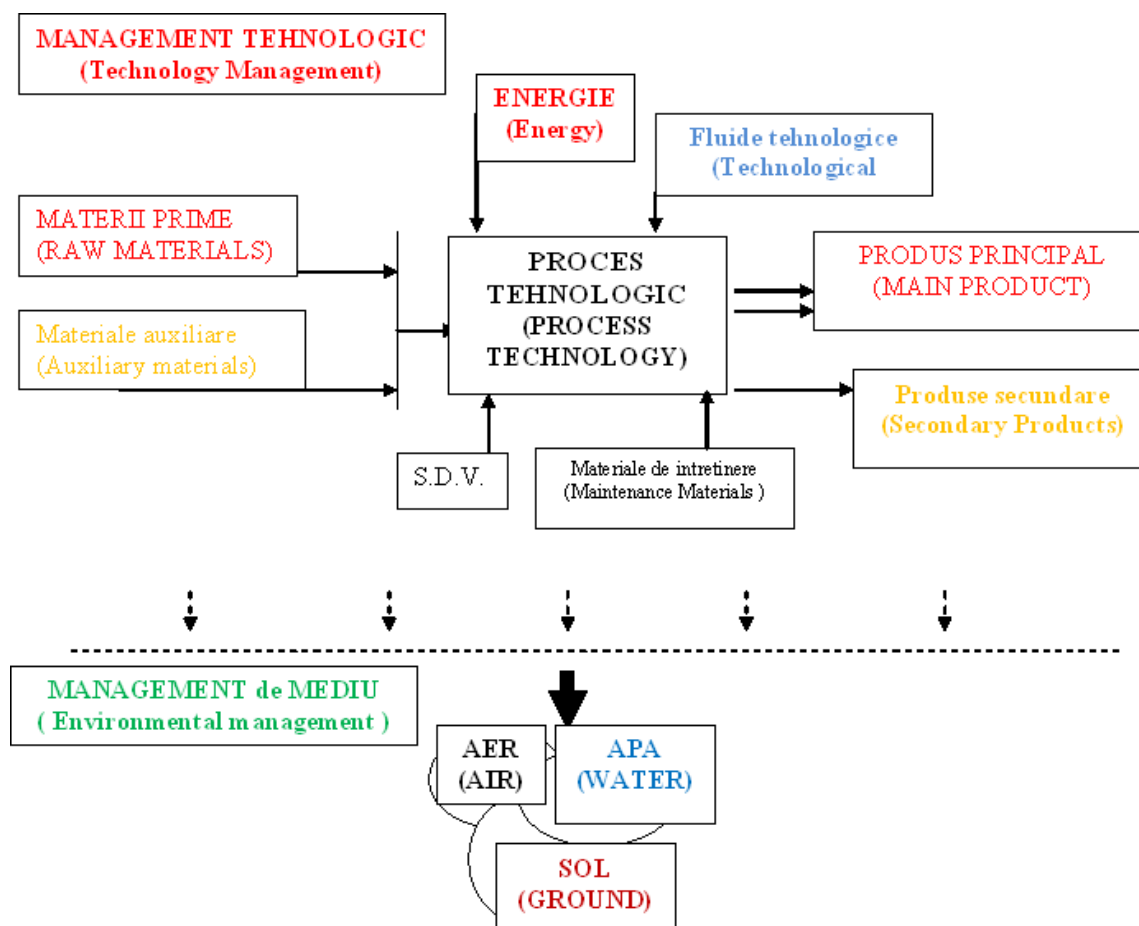 MANAGEMENT TEHNOLOGIC
(Technology Management)
ENERGIE
(Energy)
Fluide tehnologice
(Technological
MATERII PRIME
(RAW MATERIALS)
Materiale auxiliare
(Auxiliary materials)
PROCES
TEHNOLOGIC
(PROCESS
TECHNOLOGY)
PRODUS PRINCIPAL
(MAIN PRODUCT)
Produse secundare
(Secondary Products)
S.D.V.
Materiale de intretinere
(Maintenance Materials )
MANAGEMENT de MEDIU
( Environmental management )
AER
(AIR)
APA
(WATER)
SOL
(GROUND)